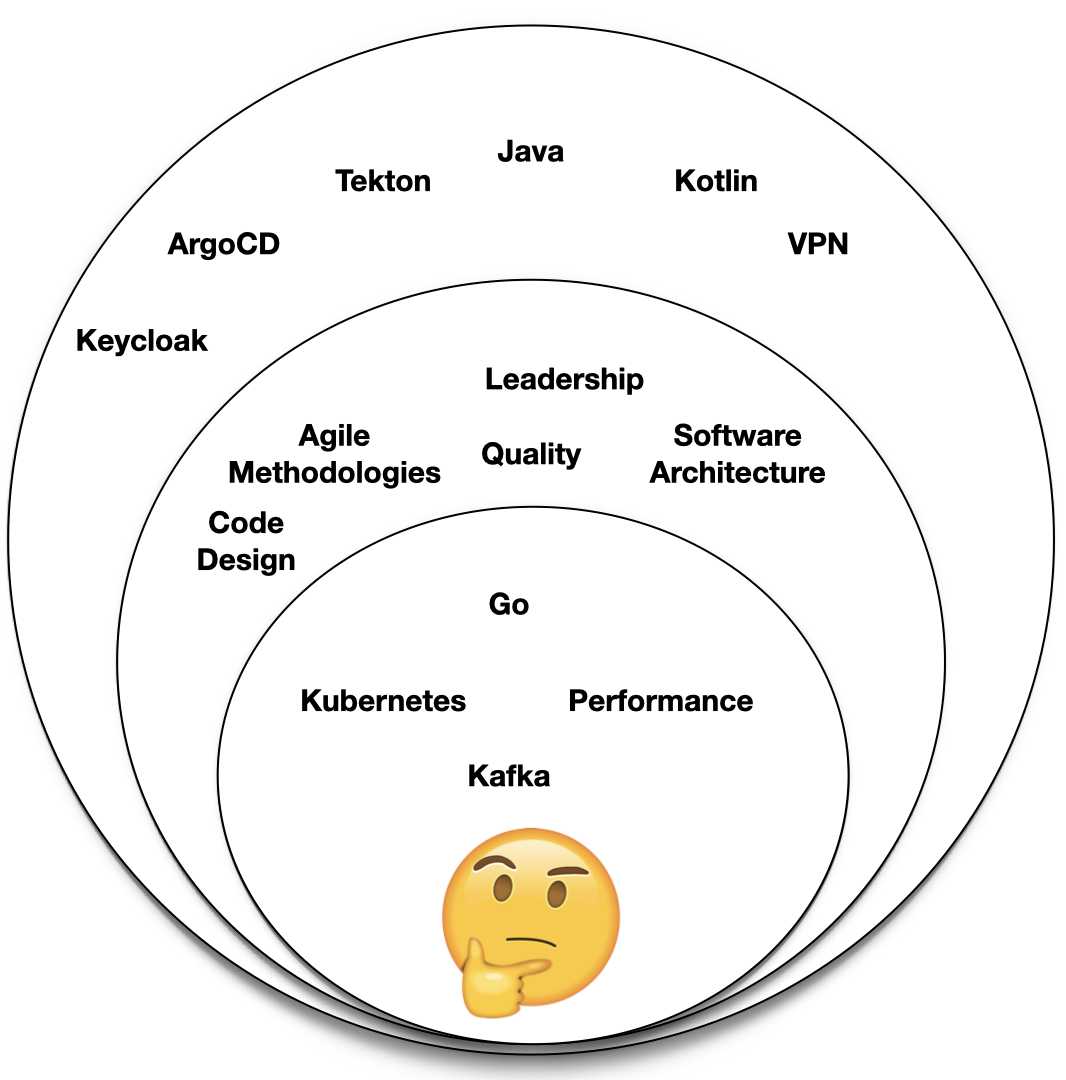 Java
Tekton
Kotlin
ArgoCD
VPN
Keycloak
Leadership
Agile
Methodologies
Quality
Software
Architecture
Code
Design
Go
Kubernetes
Performance
Kafka